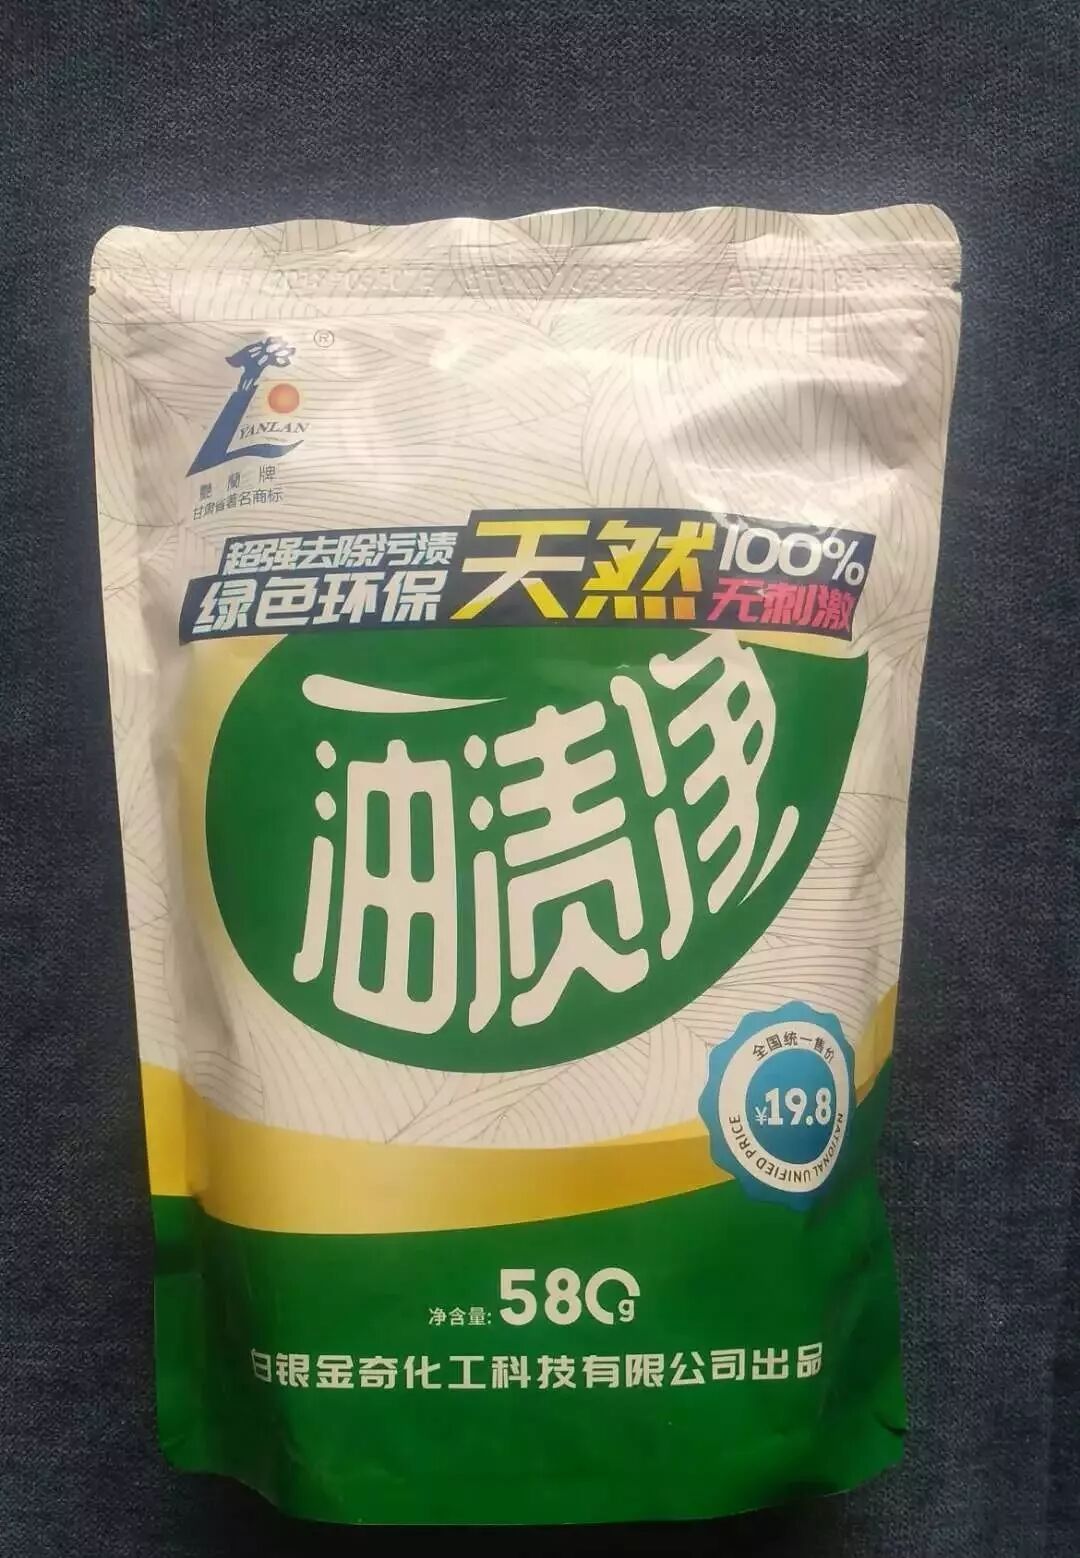 ®
YANLAN
艷蘭牌
甘肃省著名商标
超强去除污渍
绿色环保
天然
100%
无刺激
油渍净
全国统一售价
¥19.8
NATIONAL UNIFIED PRICE
净含量:580g
白银金奇化工科技有限公司出品